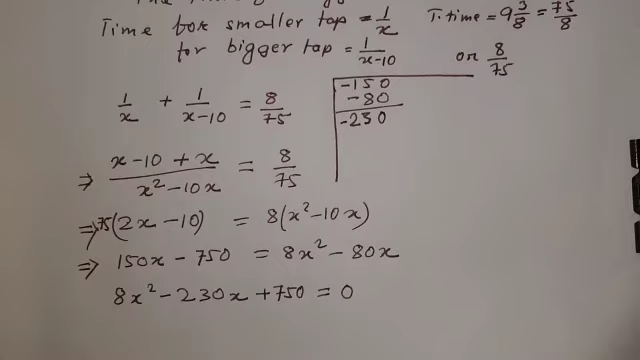 Time for smaller tap = 1/x T. time = 9 3/8 = 75/8
for bigger tap = 1/(x-10) or 8/75
1/x + 1/(x-10) = 8/75
-150
-80
-230
⇒ (x-10+x)/(x²-10x) = 8/75
⇒ 75(2x-10) = 8(x²-10x)
⇒ 150x - 750 = 8x² - 80x
8x² - 230x + 750 = 0